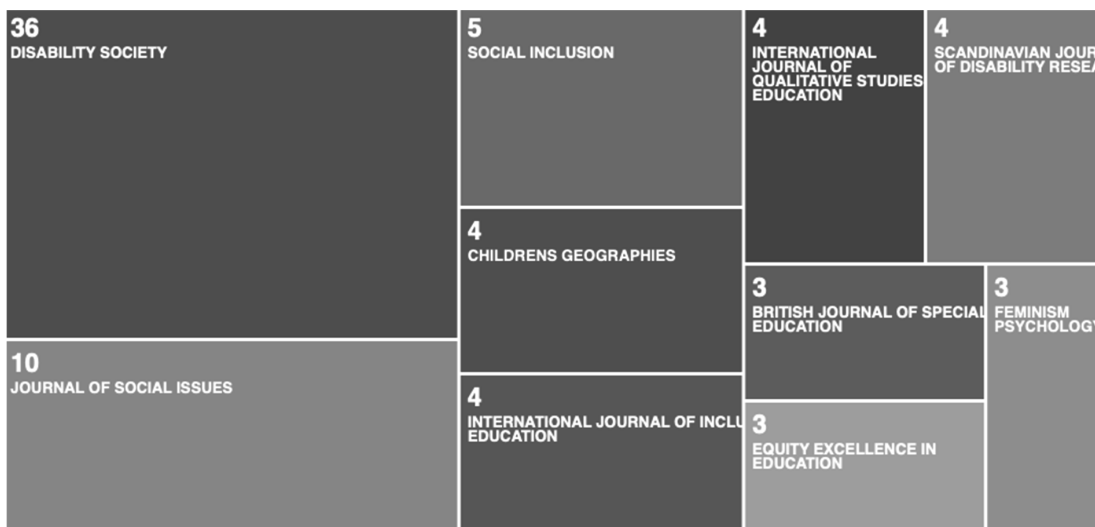 36
DISABILITY SOCIETY
10
JOURNAL OF SOCIAL ISSUES
5
SOCIAL INCLUSION
4
CHILDRENS GEOGRAPHIES
4
INTERNATIONAL JOURNAL OF INCLU
EDUCATION
4
INTERNATIONAL
JOURNAL OF
QUALITATIVE STUDIES
EDUCATION
4
SCANDINAVIAN JOUR
OF DISABILITY RESEA
3
BRITISH JOURNAL OF SPECIAL
EDUCATION
3
FEMINISM
PSYCHOLOGY
3
EQUITY EXCELLENCE IN
EDUCATION